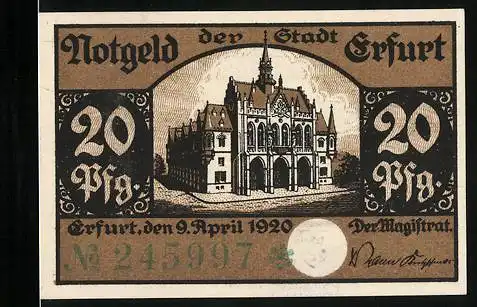 Notgeld der Stadt Erfurt
20 Pfg.
20 Pfg.
Erfurt, den 9. April 1920
Der Magistrat.
№ 245997 *